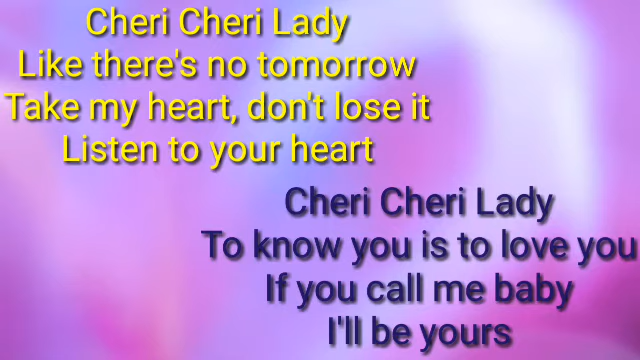 Cheri Cheri Lady
Like there's no tomorrow
Take my heart, don't lose it
Listen to your heart
Cheri Cheri Lady
To know you is to love you
If you call me baby
I'll be yours